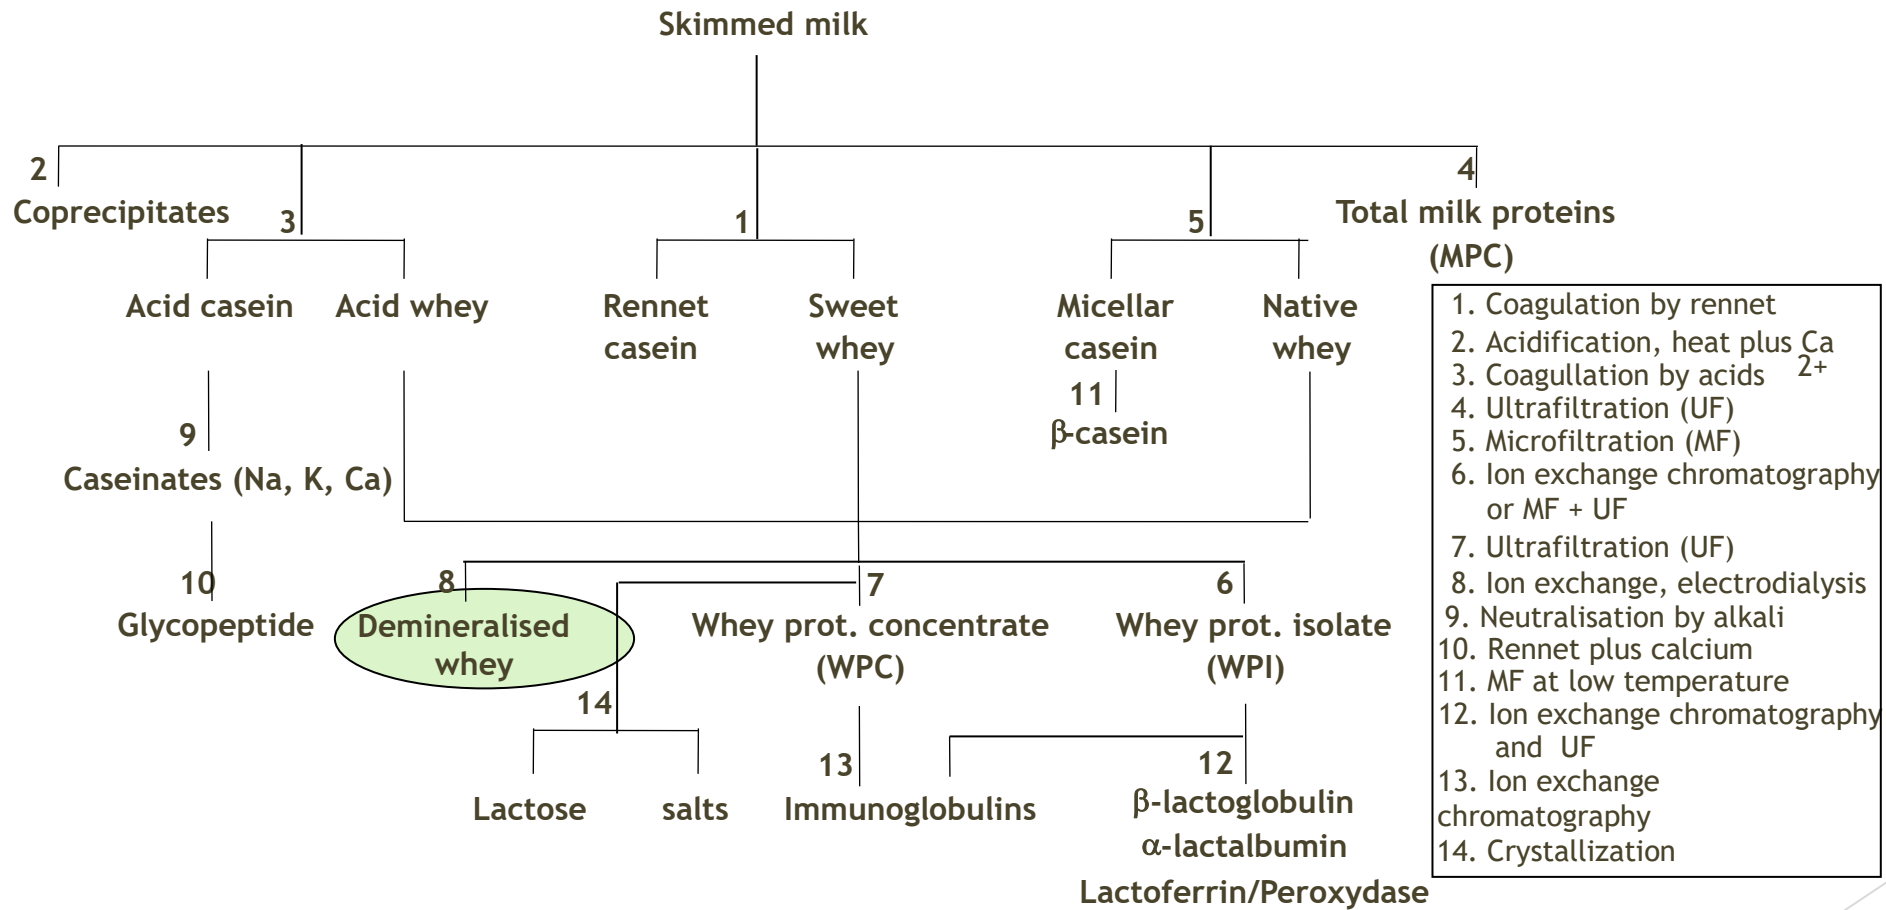 Skimmed milk
2
4
Coprecipitates
3
1
5
Total milk proteins
(MPC)
Acid casein
Acid whey
Rennet
casein
Sweet
whey
Micellar
casein
Native
whey
11
β-casein
9
Caseinates (Na, K, Ca)
10
Glycopeptide
8
7
6
Demineralised
whey
Whey prot. concentrate
(WPC)
Whey prot. isolate
(WPI)
14
13
12
Lactose
salts
Immunoglobulins
β-lactoglobulin
α-lactalbumin
Lactoferrin/Peroxydase
1. Coagulation by rennet
2. Acidification, heat plus Ca 2+
3. Coagullation by acids
4. Ultrafiltration (UF)
5. Microfiltration (MF)
6. Ion exchange chromatography
or MF + UF
7. Ultrafiltration (UF)
8. Ion exchange, electrodialysis
9. Neutralisation by alkali
10. Rennet plus calcium
11. MF at low temperature
12. Ion exchange chromatography
and UF
13. Ion exchange
chromatography
14. Crystallization